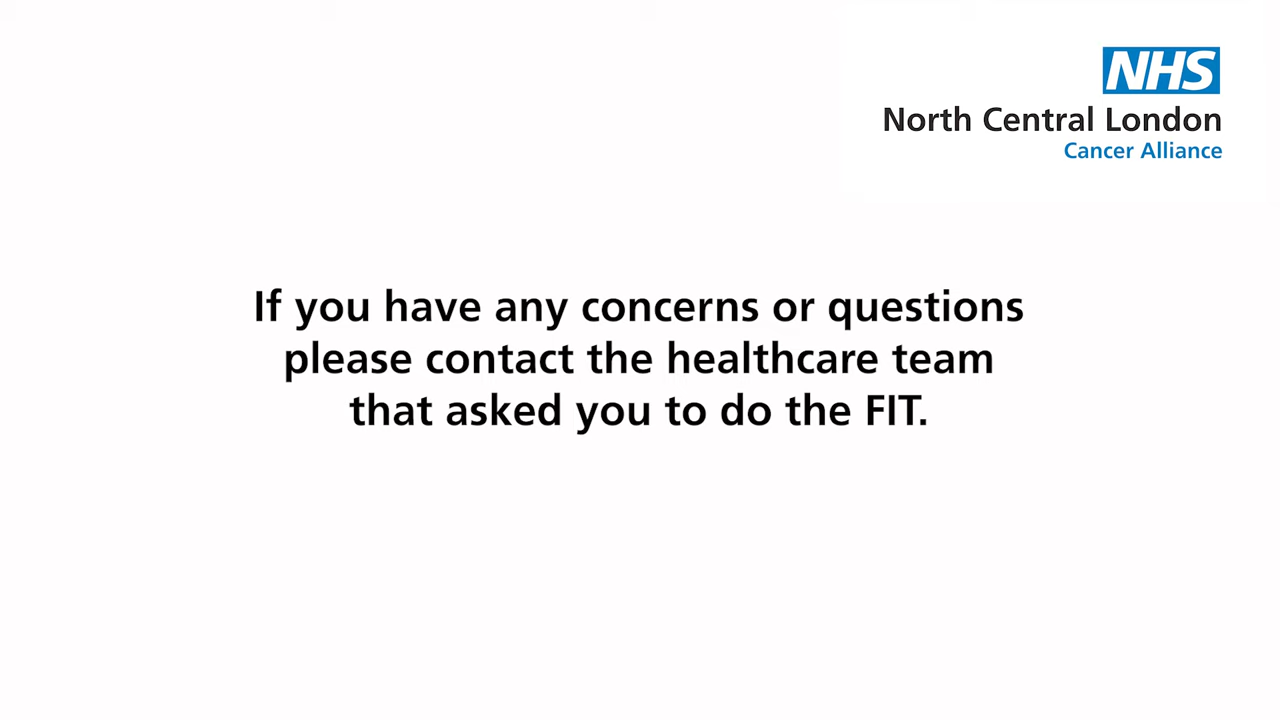 NHS
North Central London
Cancer Alliance
If you have any concerns or questions
please contact the healthcare team
that asked you to do the FIT.